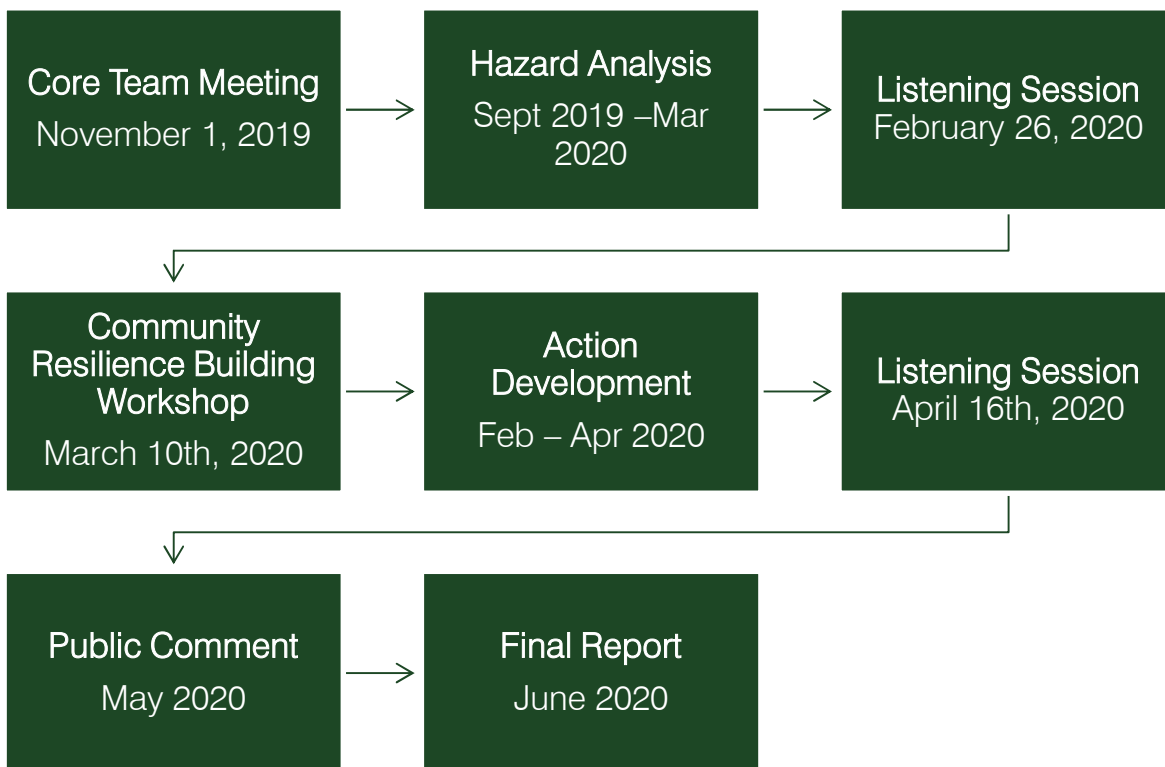 Core Team Meeting
November 1, 2019
Hazard Analysis
Sept 2019 –Mar
2020
Listening Session
February 26, 2020
Community
Resilience Building
Workshop
March 10th, 2020
Action
Development
Feb – Apr 2020
Listening Session
April 16th, 2020
Public Comment
May 2020
Final Report
June 2020